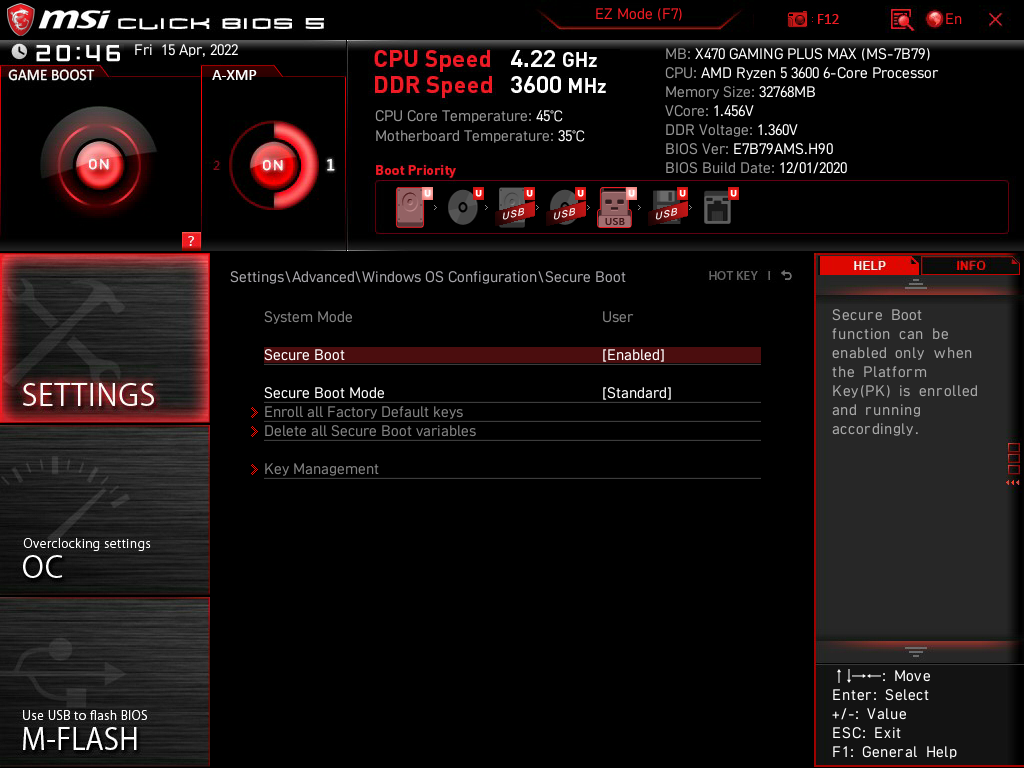 msi CLICK BIOS 5
EZ Mode (F7)
: F12
En
20:46 Fri 15 Apr, 2022
GAME BOOST
ON
?
A-XMP
2
ON
1
CPU Speed 4.22 GHz
DDR Speed 3600 MHz
CPU Core Temperature: 45°C
Motherboard Temperature: 35°C
MB: X470 GAMING PLUS MAX (MS-7B79)
CPU: AMD Ryzen 5 3600 6-Core Processor
Memory Size: 32768MB
VCore: 1.456V
DDR Voltage: 1.360V
BIOS Ver: E7B79AMS.H90
BIOS Build Date: 12/01/2020
Boot Priority
U U U U U U U
USB USB USB USB
SETTINGS
Overclocking settings
OC
Use USB to flash BIOS
M-FLASH
Settings\Advanced\Windows OS Configuration\Secure Boot
HOT KEY |
System Mode User
Secure Boot [Enabled]
Secure Boot Mode [Standard]
Enroll all Factory Default keys
Delete all Secure Boot variables
Key Management
HELP INFO
Secure Boot
function can be
enabled only when
the Platform
Key(PK) is enrolled
and running
accordingly.
↑↓→←: Move
Enter: Select
+/-: Value
ESC: Exit
F1: General Help